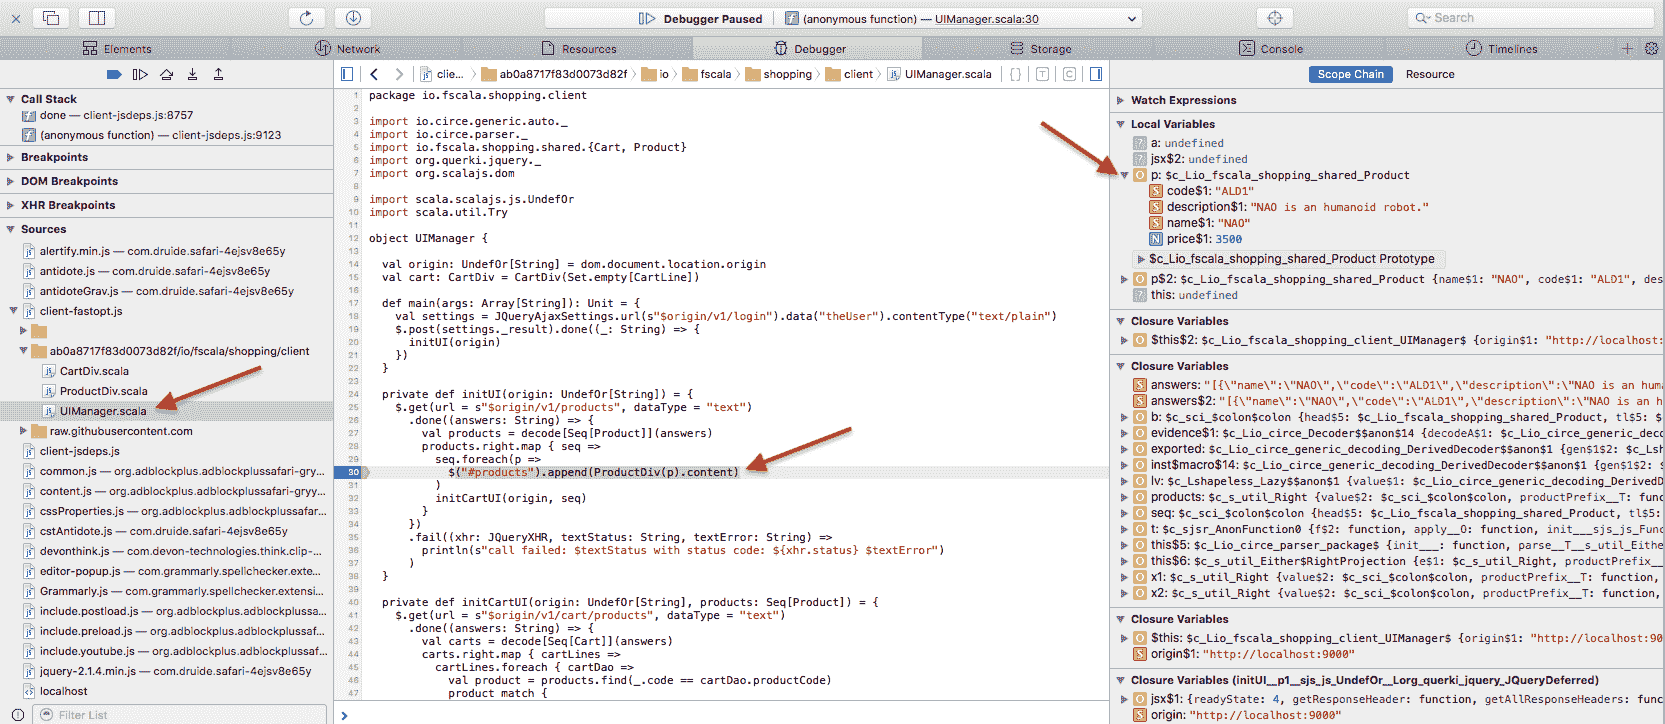 Debugger Paused (anonymous function) — UIManager.scala:30
Search
Elements Network Resources Debugger Storage Console Timelines
clie... ab0a8717f83d0073d82f io fscala shopping client UIManager.scala
Scope Chain Resource
Call Stack
done — client-jsdeps.js:8757
(anonymous function) — client-jsdeps.js:9123
Breakpoints
DOM Breakpoints
XHR Breakpoints
Sources
alertify.min.js — com.druide.safari-4ejsv8e65y
antidote.js — com.druide.safari-4ejsv8e65y
antidoteGrav.js — com.druide.safari-4ejsv8e65y
client-fastopt.js
ab0a8717f83d0073d82f/io/fscala/shopping/client
CartDiv.scala
ProductDiv.scala
UIManager.scala
raw.githubusercontent.com
client-jsdeps.js
common.js — org.adblockplus.adblockplussafari-gry...
content.js — org.adblockplus.adblockplussafari-gryy...
cssProperties.js — org.adblockplus.adblockplussafar...
cstAntidote.js — com.druide.safari-4ejsv8e65y
devonthink.js — com.devon-technologies.think.clip-...
editor-popup.js — com.grammarly.spellchecker.exte...
Grammarly.js — com.grammarly.spellchecker.extensi...
include.postload.js — org.adblockplus.adblockplussa...
include.preload.js — org.adblockplus.adblockplussaf...
include.youtube.js — org.adblockplus.adblockplussaf...
jquery-2.1.4.min.js — com.druide.safari-4ejsv8e65y
localhost
Filter List
1 package io.fscala.shopping.client
2
3 import io.circe.generic.auto._
4 import io.circe.parser._
5 import io.fscala.shopping.shared.{Cart, Product}
6 import org.querki.jquery._
7 import org.scalajs.dom
8
9 import scala.scalajs.js.UndefOr
10 import scala.util.Try
11
12 object UIManager {
13
14 val origin: UndefOr[String] = dom.document.location.origin
15 val cart: CartDiv = CartDiv(Set.empty[CartLine])
16
17 def main(args: Array[String]): Unit = {
18 val settings = JQueryAjaxSettings.url(s"$origin/v1/login").data("theUser").contentType("text/plain")
19 $.post(settings._result).done((_: String) => {
20 initUI(origin)
21 })
22 }
23
24 private def initUI(origin: UndefOr[String]) = {
25 $.get(url = s"$origin/v1/products", dataType = "text")
26 .done((answers: String) => {
27 val products = decode[Seq[Product]](answers)
28 products.right.map { seq =>
29 seq.foreach(p =>
30 $("#products").append(ProductDiv(p).content)
31 )
32 initCartUI(origin, seq)
33 }
34 })
35 .fail((xhr: JQueryXHR, textStatus: String, textError: String) =>
36 println(s"call failed: $textStatus with status code: ${xhr.status} $textError")
37 )
38 }
39
40 private def initCartUI(origin: UndefOr[String], products: Seq[Product]) = {
41 $.get(url = s"$origin/v1/cart/products", dataType = "text")
42 .done((answers: String) => {
43 val carts = decode[Seq[Cart]](answers)
44 carts.right.map { cartLines =>
45 cartLines.foreach { cartDao =>
46 val product = products.find(_.code == cartDao.productCode)
47 product match {
Watch Expressions
Local Variables
a: undefined
jsx$2: undefined
p: $c_Lio_fscala_shopping_shared_Product
code$1: "ALD1"
description$1: "NAO is an humanoid robot."
name$1: "NAO"
price$1: 3500
$c_Lio_fscala_shopping_shared_Product Prototype
p$2: $c_Lio_fscala_shopping_shared_Product {name$1: "NAO", code$1: "ALD1", des
this: undefined
Closure Variables
$this$2: $c_Lio_fscala_shopping_client_UIManager$ {origin$1: "http://localhost:
Closure Variables
answers: "[{\"name\":\"NAO\",\"code\":\"ALD1\",\"description\":\"NAO is an huma
answers$2: "[{\"name\":\"NAO\",\"code\":\"ALD1\",\"description\":\"NAO is an h
b: $c_sci_$colon$colon {head$5: $c_Lio_fscala_shopping_shared_Product, tl$5: $
evidence$1: $c_Lio_circe_Decoder$$anon$14 {decodeA$1: $c_Lio_circe_generic_deco
exported: $c_Lio_circe_generic_decoding_DerivedDecoder$$anon$1 {gen$1: $c_Ls
inst$macro$14: $c_Lio_circe_generic_decoding_DerivedDecoder$$anon$1 {gen$1$2: $
lv: $c_Lshapeless_Lazy$$anon$1 {value$1: $c_Lio_circe_generic_decoding_DerivedD
products: $c_s_util_Right {value$2: $c_sci_$colon$colon, productPrefix__T: func
seq: $c_sci_$colon$colon {head$5: $c_Lio_fscala_shopping_shared_Product, tl$5:
t: $c_sjsr_AnonFunction0 {f$2: function, apply__O: function, init___sjs_js_Func
this$5: $c_Lio_circe_parser_package$ {init___: function, parse__T__s_util_Eithe
this$6: $c_s_util_Either$RightProjection {e$1: $c_s_util_Right, productPrefix__
x1: $c_s_util_Right {value$2: $c_sci_$colon$colon, productPrefix__T: function,
x2: $c_s_util_Right {value$2: $c_sci_$colon$colon, productPrefix__T: function,
Closure Variables
$this: $c_Lio_fscala_shopping_client_UIManager$ {origin$1: "http://localhost:90
origin$1: "http://localhost:9000"
Closure Variables (initUI__p1__sjs_js_UndefOr__Lorg_querki_jquery_JQueryDeferred)
jsx$1: {readyState: 4, getResponseHeader: function, getAllResponseHeaders: func
origin: "http://localhost:9000"